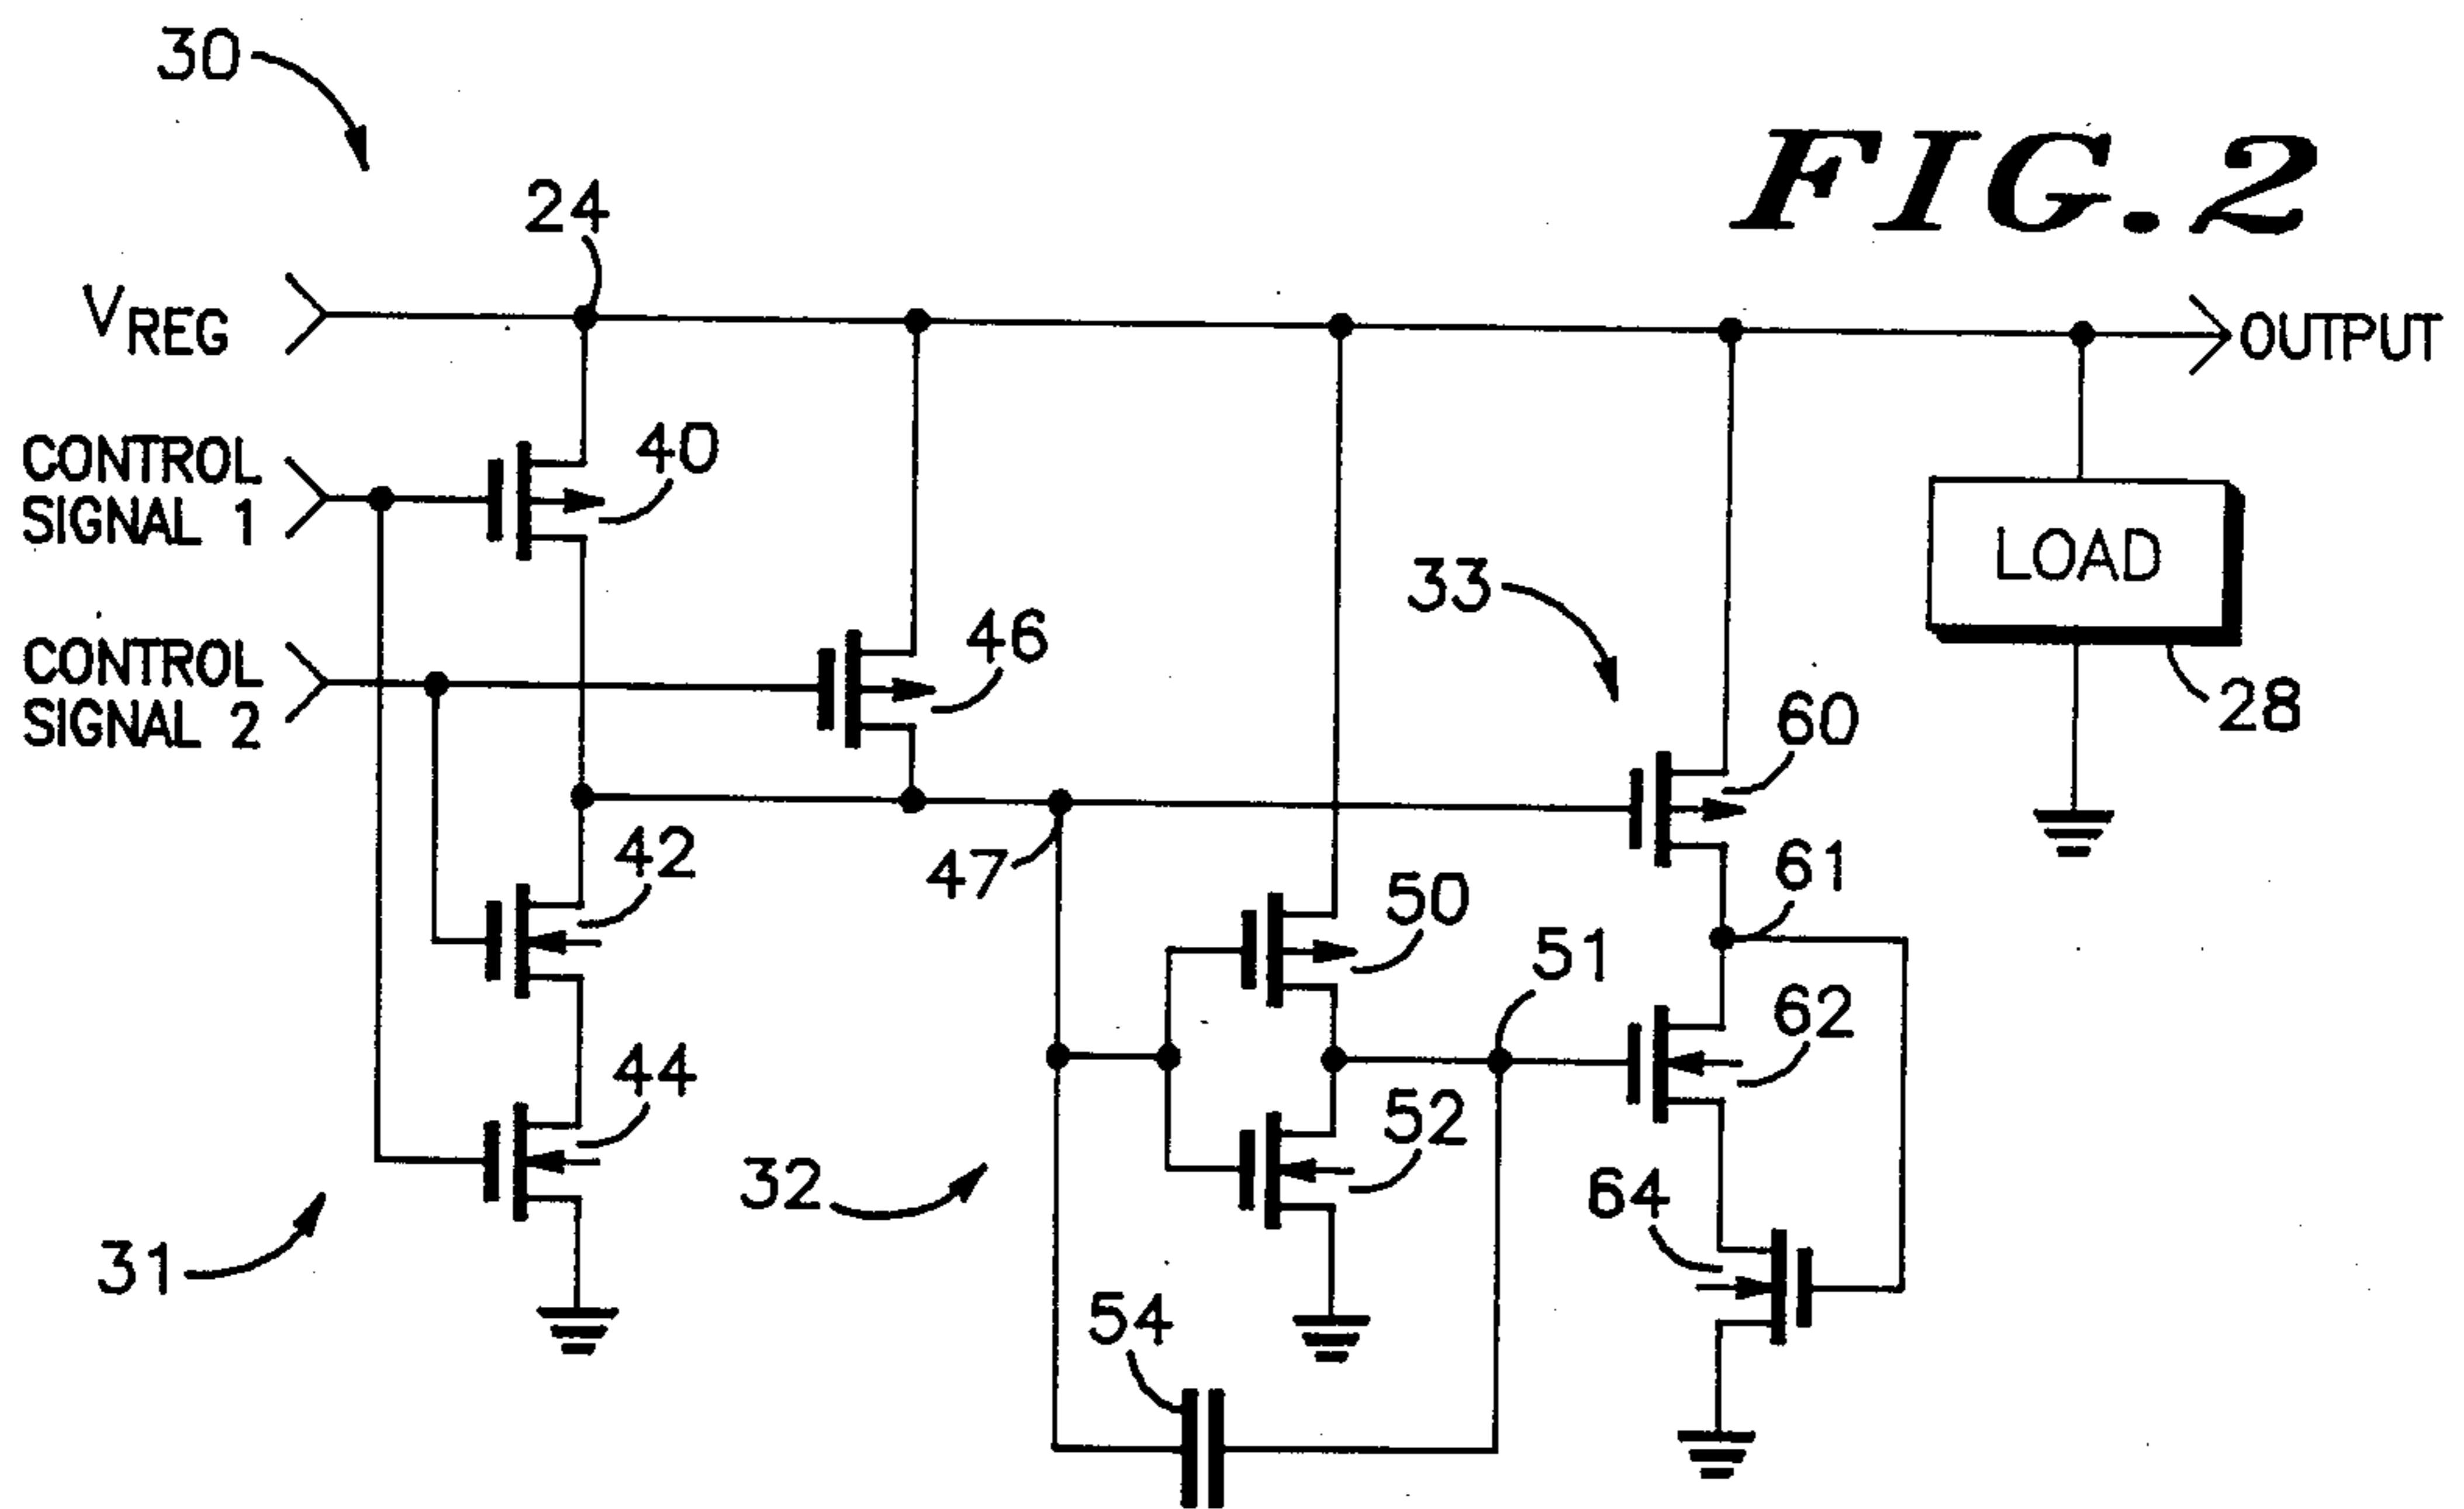 30
FIG.2
24
VREG
OUTPUT
CONTROL
SIGNAL 1
40
LOAD
33
46
CONTROL
SIGNAL 2
28
60
42
47
61
50
51
62
44
52
32
64
31
54